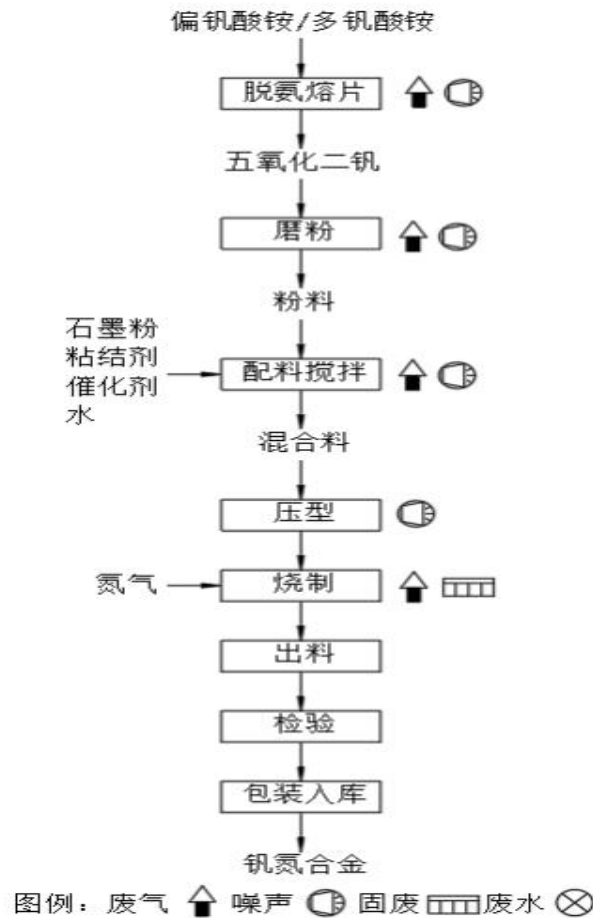 偏钒酸铵/多钒酸铵
脱氨熔片
五氧化二钒
磨粉
粉料
石墨粉
粘结剂
催化剂
水
配料搅拌
混合料
压型
氮气
烧制
出料
检验
包装入库
钒氮合金
图例：废气 噪声 固废 废水